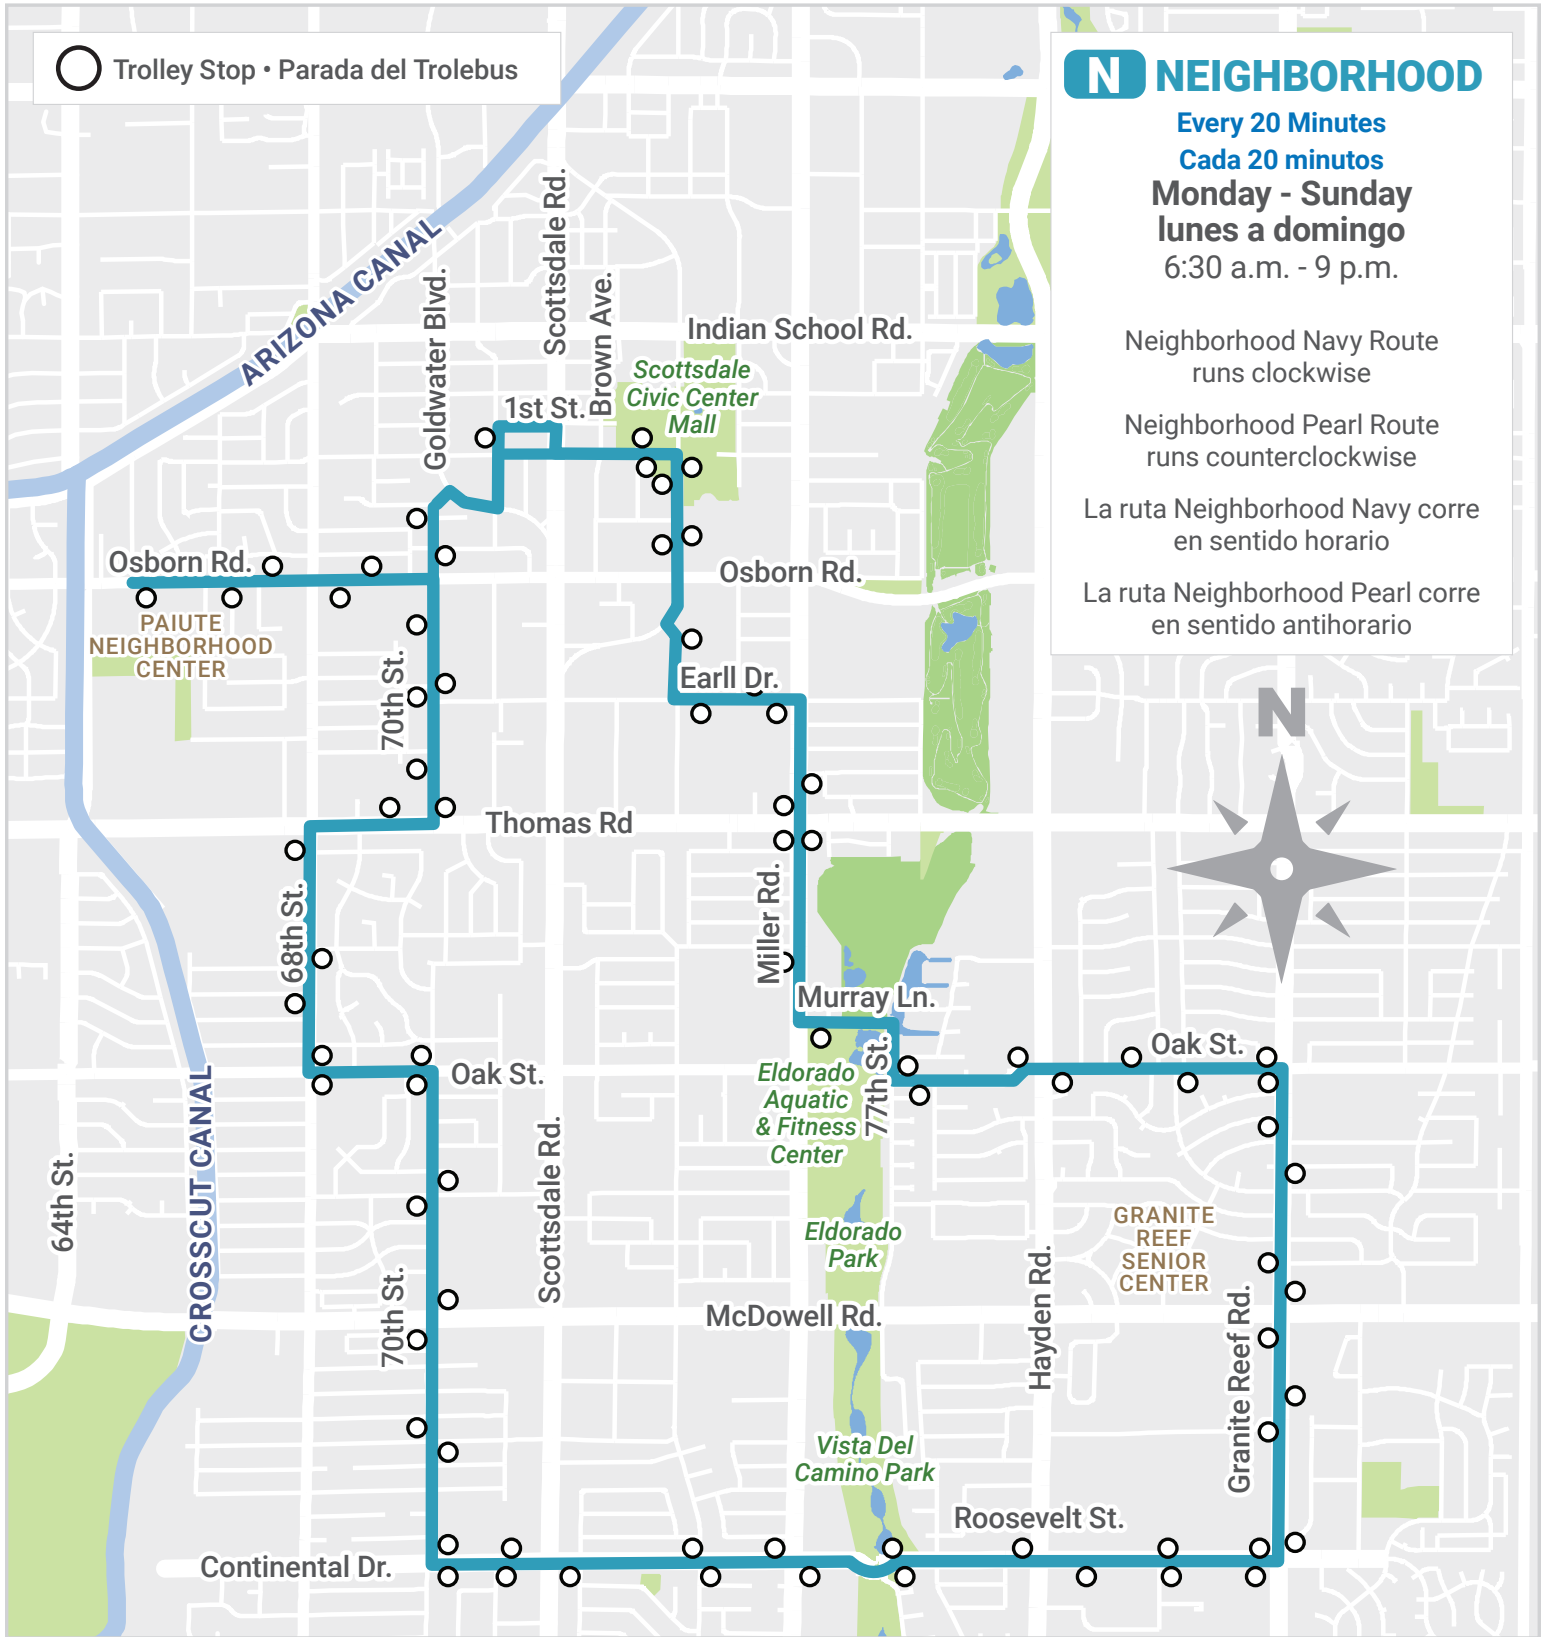 Trolley Stop • Parada del Trolebus
N NEIGHBORHOOD
Every 20 Minutes
Cada 20 minutos
Monday - Sunday
lunes a domingo
6:30 a.m. - 9 p.m.
Neighborhood Navy Route
runs clockwise
Neighborhood Pearl Route
runs counterclockwise
La ruta Neighborhood Navy corre
en sentido horario
La ruta Neighborhood Pearl corre
en sentido antihorario
N
ARIZONA CANAL
Goldwater Blvd.
Scottsdale Rd.
Brown Ave.
Indian School Rd.
1st St.
Scottsdale
Civic Center
Mall
Osborn Rd.
Osborn Rd.
PAIUTE
NEIGHBORHOOD
CENTER
70th St.
Earll Dr.
Thomas Rd
68th St.
Miller Rd.
Murray Ln.
Oak St.
Oak St.
77th St.
Eldorado
Aquatic
& Fitness
Center
CROSSCUT CANAL
64th St.
Scottsdale Rd.
Eldorado
Park
GRANITE
REEF
SENIOR
CENTER
70th St.
McDowell Rd.
Hayden Rd.
Granite Reef Rd.
Vista Del
Camino Park
Roosevelt St.
Continental Dr.